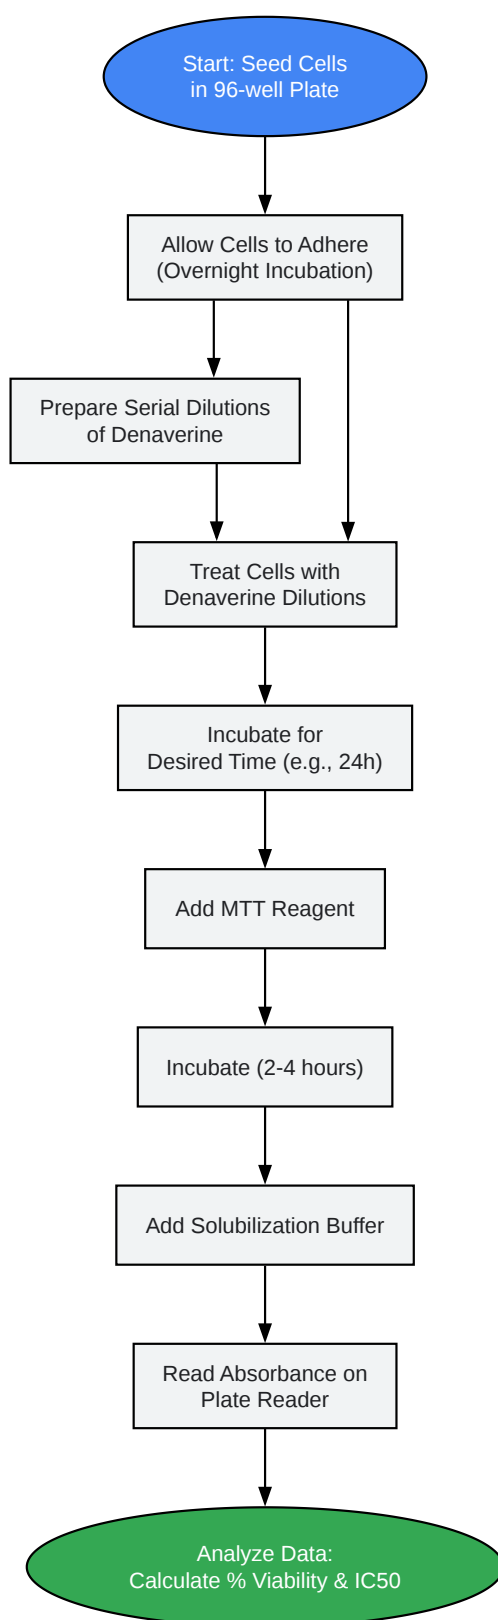 Start: Seed Cells
in 96-well Plate
Allow Cells to Adhere
(Overnight Incubation)
Prepare Serial Dilutions
of Denaverine
Treat Cells with
Denaverine Dilutions
Incubate for
Desired Time (e.g., 24h)
Add MTT Reagent
Incubate (2-4 hours)
Add Solubilization Buffer
Read Absorbance on
Plate Reader
Analyze Data:
Calculate % Viability & IC50